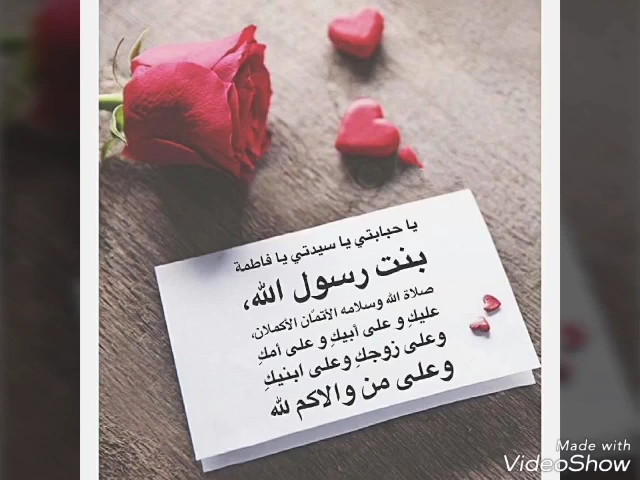 يا حبابتي يا سيدتي يا فاطمة
بنت رسول الله،
صلاة الله وسلامه الأتمّان الأكملان،
عليكِ و على أبيكِ و على أمكِ
وعلى زوجكِ وعلى ابنيكِ
وعلى من والاكم لله
Made with
VideoShow